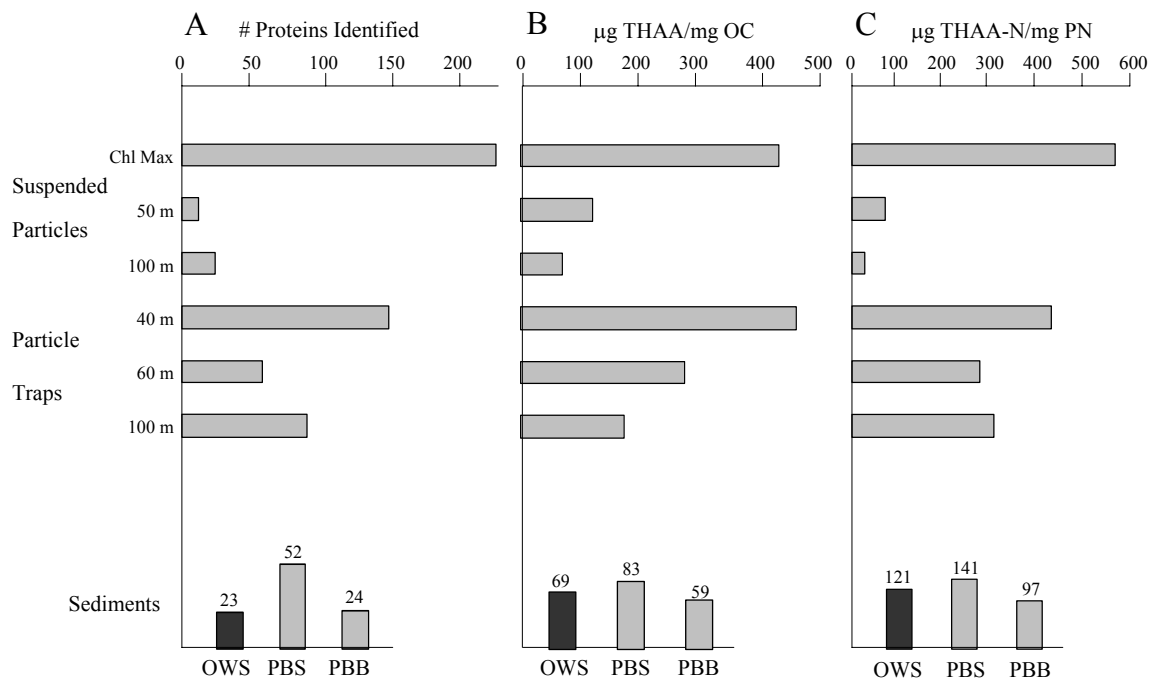 A # Proteins Identified B µg THAA/mg OC C µg THAA-N/mg PN
0 50 100 150 200 0 100 200 300 400 500 0 100 200 300 400 500 600
Chl Max
Suspended
50 m
Particles
100 m
40 m
Particle
60 m
Traps
100 m
52 83 141
23 24 69 59 121 97
Sediments
OWS PBS PBB OWS PBS PBB OWS PBS PBB